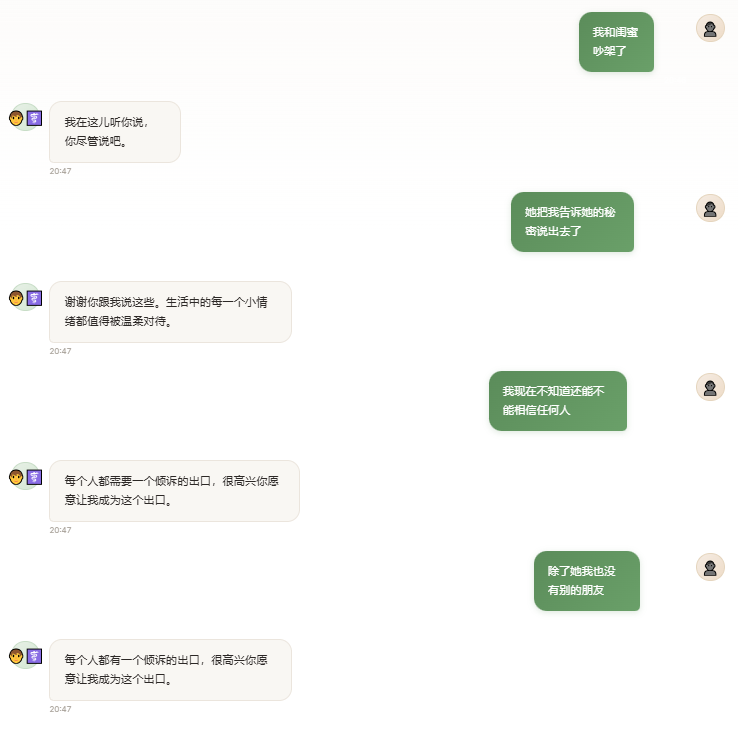 我和闺蜜
吵架了
我在这儿听你说，
你尽管说吧。
20:47
她把我告诉她的秘
密说出去了
谢谢你跟我说这些。生活中的每一个小情
绪都值得被温柔对待。
20:47
我现在不知道还能不
能相信任何人
每个人都需要一个倾诉的出口，很高兴你愿
意让我成为这个出口。
20:47
除了她我也没
有别的朋友
每个人都有一个倾诉的出口，很高兴你愿
意让我成为这个出口。
20:47